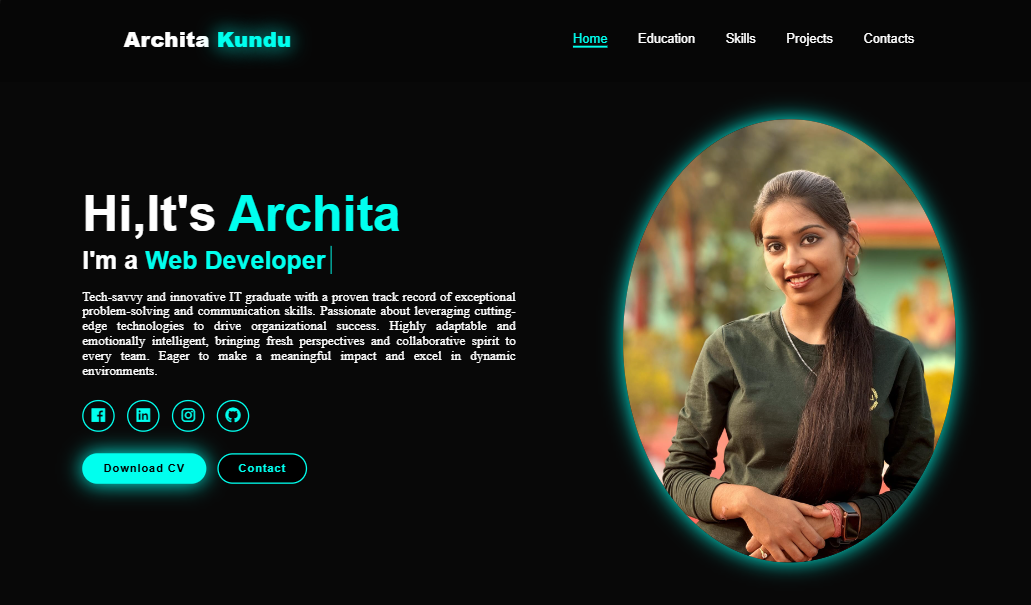 Archita Kundu
Home Education Skills Projects Contacts
Hi,It's Archita
I'm a Web Developer
Tech-savvy and innovative IT graduate with a proven track record of exceptional
problem-solving and communication skills. Passionate about leveraging cutting-
edge technologies to drive organizational success. Highly adaptable and
emotionally intelligent, bringing fresh perspectives and collaborative spirit to
every team. Eager to make a meaningful impact and excel in dynamic
environments.
Download CV Contact